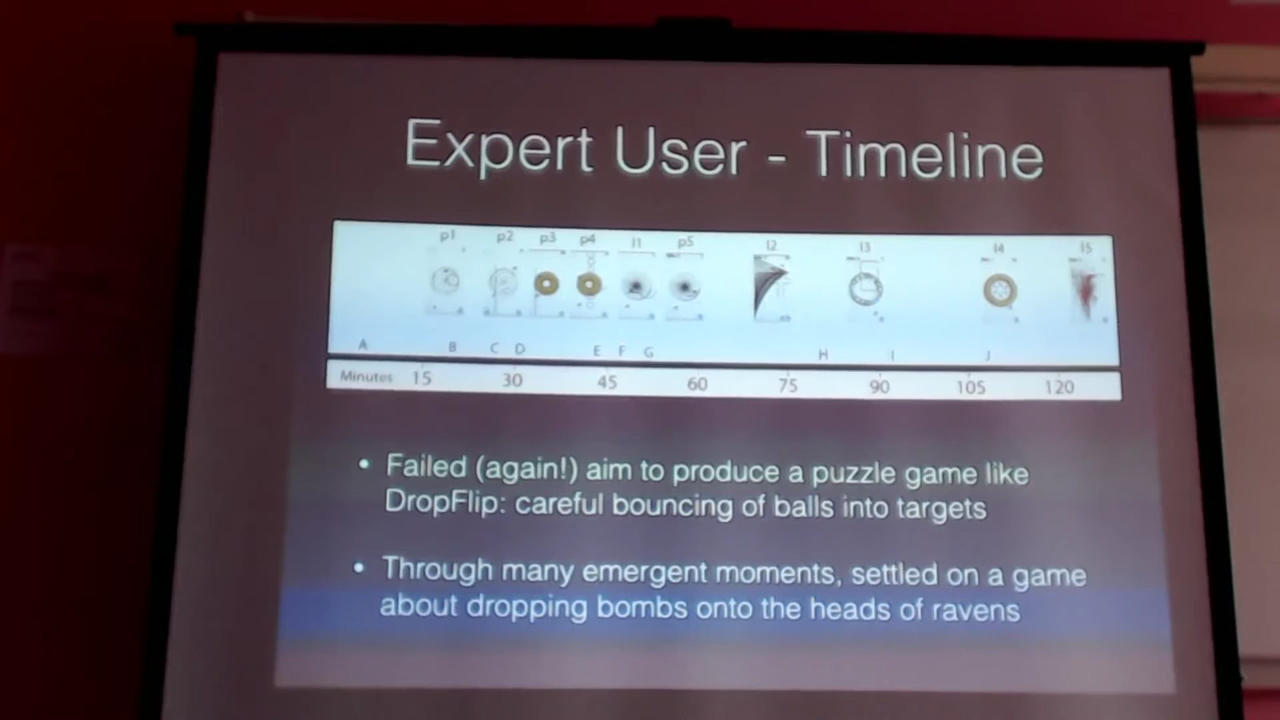 Expert User - Timeline
p1 p2 p3 p4 I1 p5 I2 I3 I4 I5
A B C D E F G H I J
Minutes 15 30 45 60 75 90 105 120
• Failed (again!) aim to produce a puzzle game like
DropFlip: careful bouncing of balls into targets
• Through many emergent moments, settled on a game
about dropping bombs onto the heads of ravens